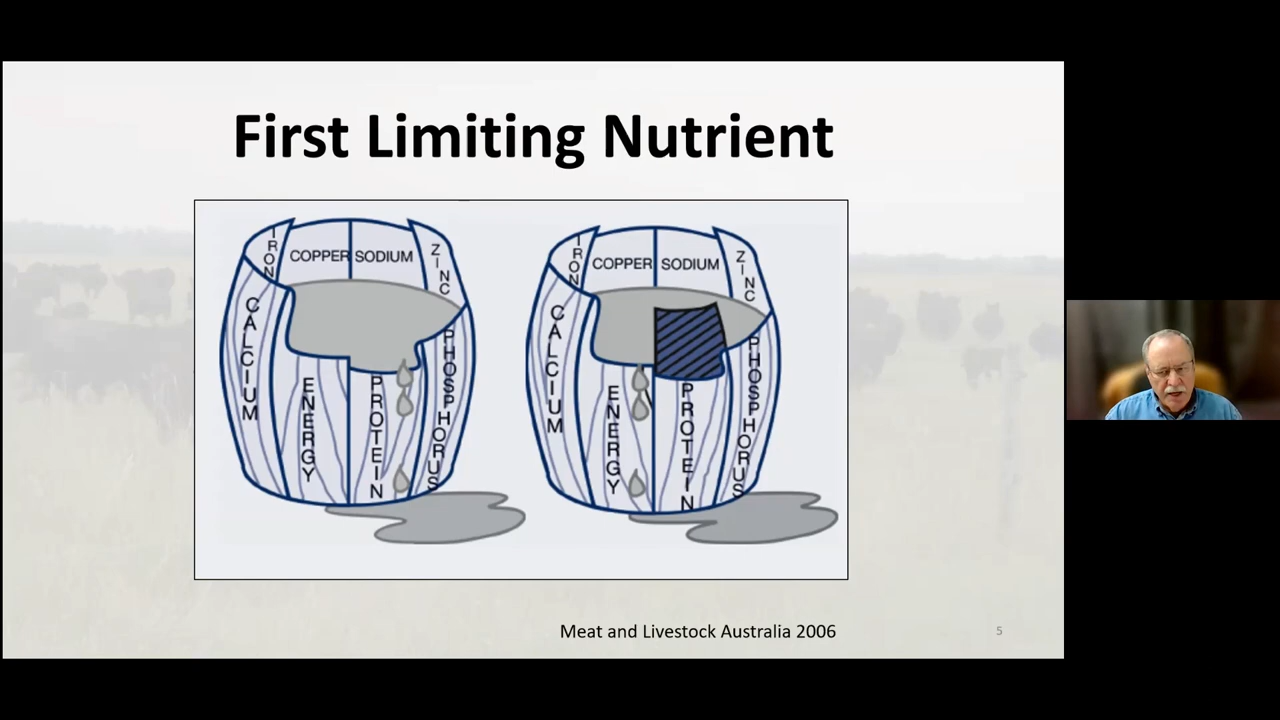 First Limiting Nutrient
IRON
COPPER
SODIUM
ZINC
CALCIUM
ENERGY
PROTEIN
PHOSPHORUS
IRON
COPPER
SODIUM
ZINC
CALCIUM
ENERGY
PROTEIN
PHOSPHORUS
Meat and Livestock Australia 2006
5